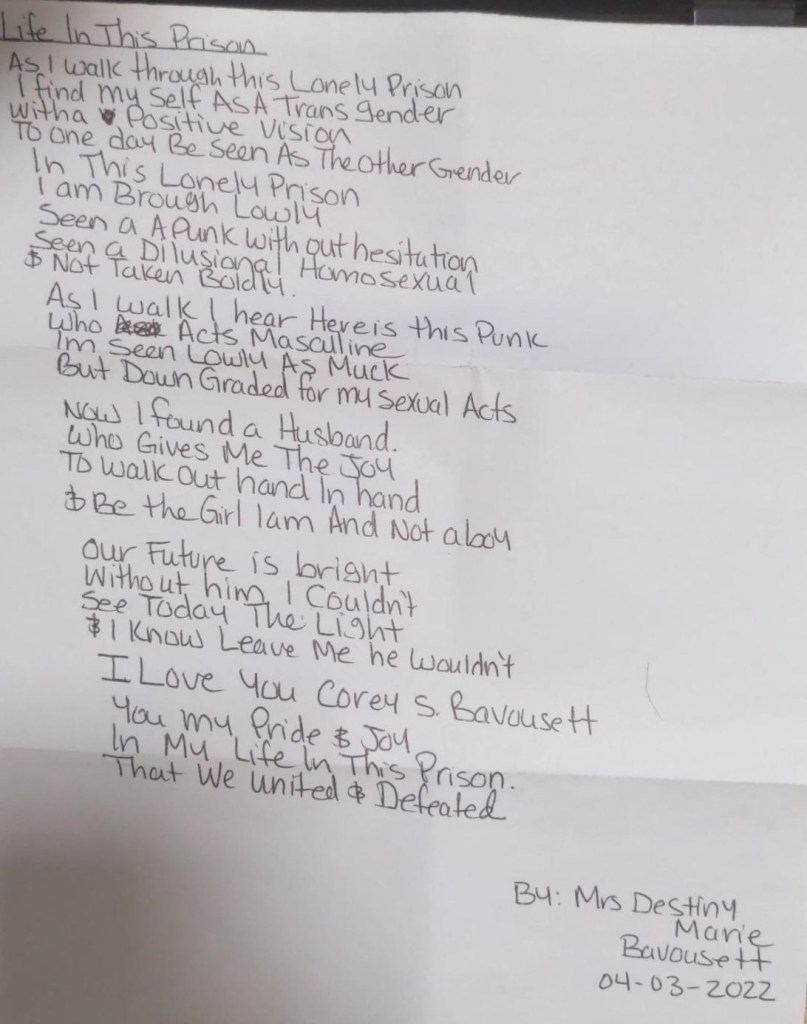 Life In This Prison
As I walk through this Lonely Prison
I find my self As A Trans gender
with a Positive Vision
To one day Be seen As The Other Gender
In This Lonely Prison
I am Brough Lowly
Seen a A Punk with out hesitation
Seen a Dilusional Homosexual
& Not Taken Boldly.
As I walk I hear Here is this Punk
Who Acts Masculine
Im Seen Lowly As Muck
But Down Graded for my sexual Acts
Now I found a Husband.
Who Gives Me The Joy
To walk out hand In hand
& Be the Girl I am And Not a boy
Our Future is bright
Without him I Couldn't
See Today The Light
& I Know Leave Me he wouldn't
I Love You Corey S. Bavousett
You my Pride & Joy
In My Life In This Prison.
That We United & Defeated
By: Mrs Destiny
Marie
Bavousett
04-03-2022